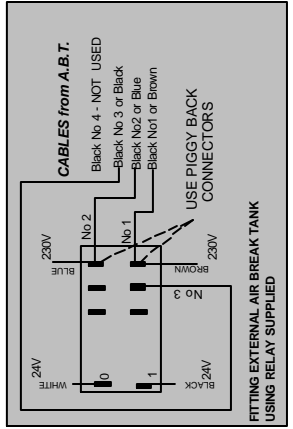 CABLES from A.B.T.
Black No 4 - NOT USED
Black No 3 or Black
Black No2 or Blue
Black No1 or Brown
USE PIGGY BACK
CONNECTORS
230V
BLUE
No 2
No 1
230V
BROWN
No 3
24V
WHITE
0
1
24V
BLACK
FITTING EXTERNAL AIR BREAK TANK
USING RELAY SUPPLIED